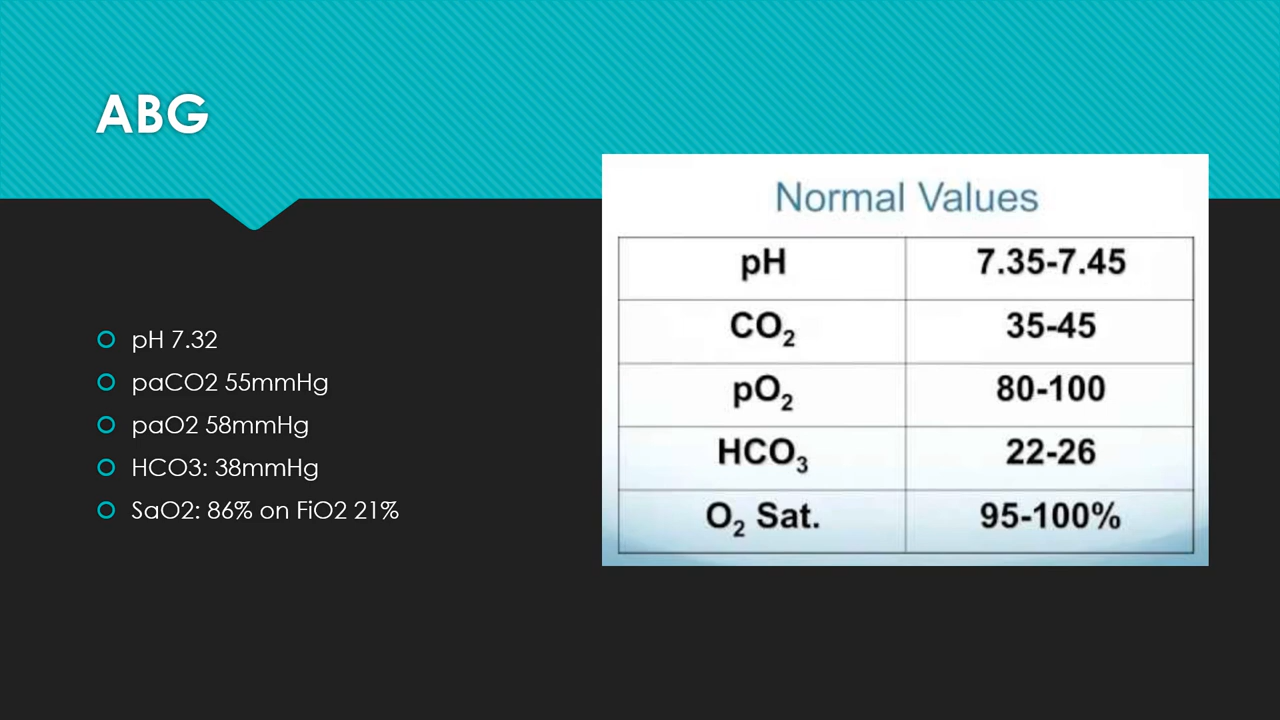 ABG
pH 7.32
paCO2 55mmHg
paO2 58mmHg
HCO3: 38mmHg
SaO2: 86% on FiO2 21%
Normal Values
pH 7.35-7.45
CO₂ 35-45
pO₂ 80-100
HCO₃ 22-26
O₂ Sat. 95-100%